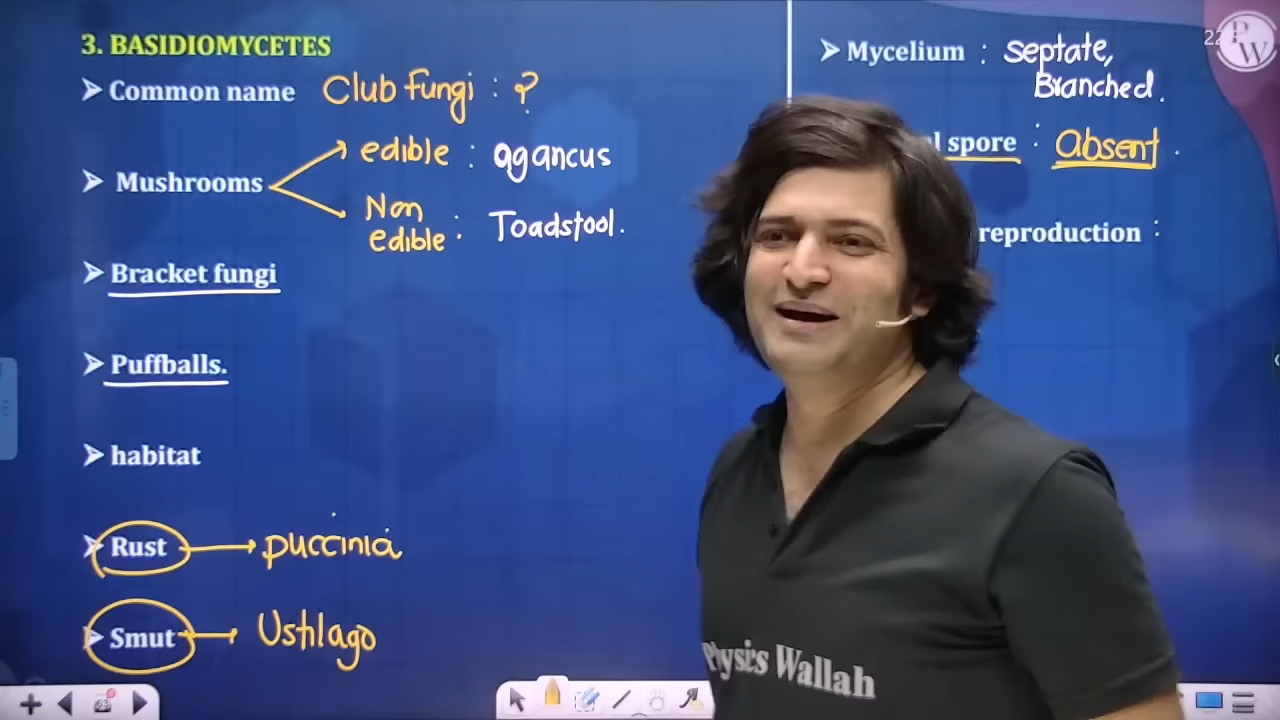 3. BASIDIOMYCETES
➤ Common name Club fungi : ?
➤ Mushrooms
edible : agancus
Non edible : Toadstool.
➤ Bracket fungi
➤ Puffballs.
➤ habitat
➤ Rust → puccinia
➤ Smut → Ustilago
➤ Mycelium : septate,
Branched.
l spore : Absent.
reproduction :
PW
Physics Wallah